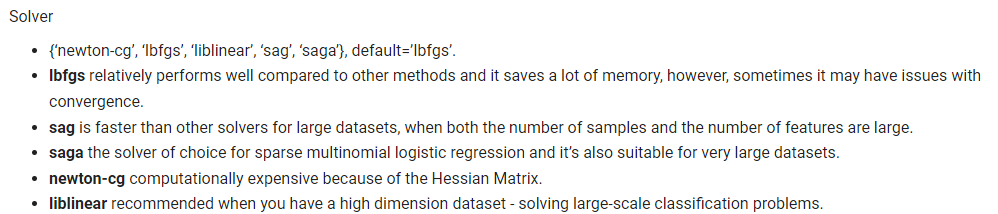 Solver
• {‘newton-cg’, ‘lbfgs’, ‘liblinear’, ‘sag’, ‘saga’}, default=’lbfgs’.
• lbfgs relatively performs well compared to other methods and it saves a lot of memory, however, sometimes it may have issues with
convergence.
• sag is faster than other solvers for large datasets, when both the number of samples and the number of features are large.
• saga the solver of choice for sparse multinomial logistic regression and it’s also suitable for very large datasets.
• newton-cg computationally expensive because of the Hessian Matrix.
• liblinear recommended when you have a high dimension dataset - solving large-scale classification problems.